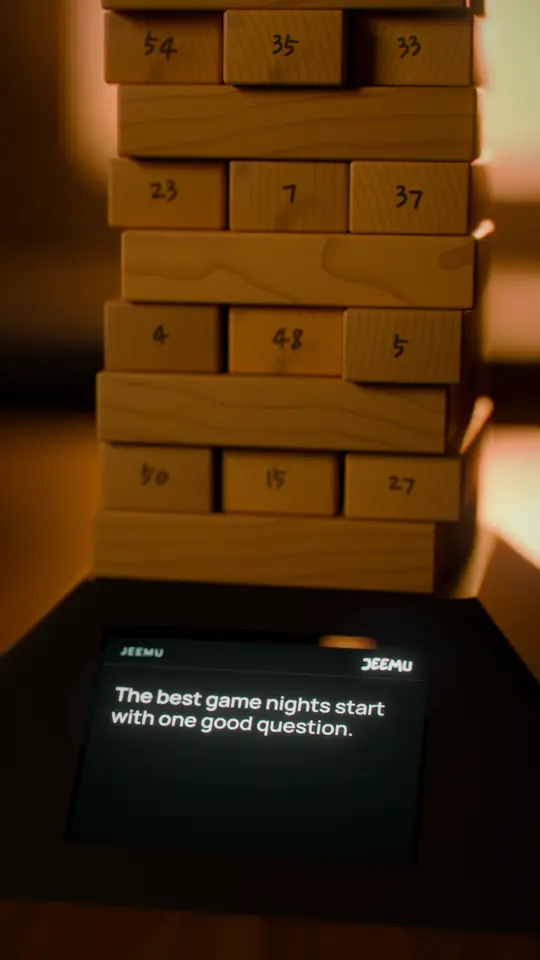 54 35 33
23 7 37
4 48 5
50 15 27
JEEMU JEEMU
The best game nights start
with one good question.